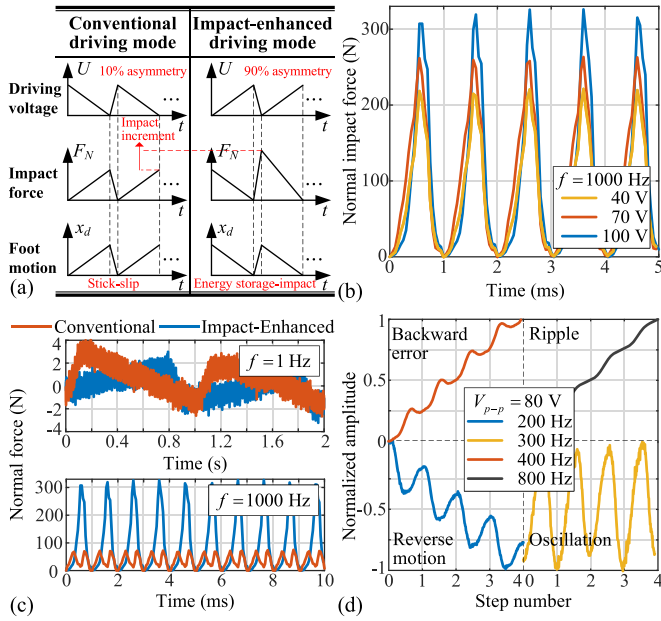 Conventional
driving mode
Impact-enhanced
driving mode
Driving
voltage
U
10% asymmetry
...
t
U
90% asymmetry
...
t
Impact
increment
Impact
force
F_N
...
t
F_N
...
t
Foot
motion
x_d
...
t
x_d
...
t
Stick-slip
Energy storage-impact
(a)
Normal impact force (N)
300
200
100
0
f = 1000 Hz
40 V
70 V
100 V
0 1 2 3 4 5
Time (ms)
(b)
Conventional
Impact-Enhanced
Normal force (N)
4
2
0
-2
-4
f = 1 Hz
0 0.4 0.8 1.2 1.6 2
Time (s)
300
200
100
0
f = 1000 Hz
0 2 4 6 8 10
Time (ms)
(c)
Normalized amplitude
1
0.5
0
-0.5
-1
Backward
error
Ripple
V_{p-p} = 80 V
200 Hz
300 Hz
400 Hz
800 Hz
Reverse
motion
Oscillation
0 1 2 3 4 0 1 2 3 4
Step number
(d)